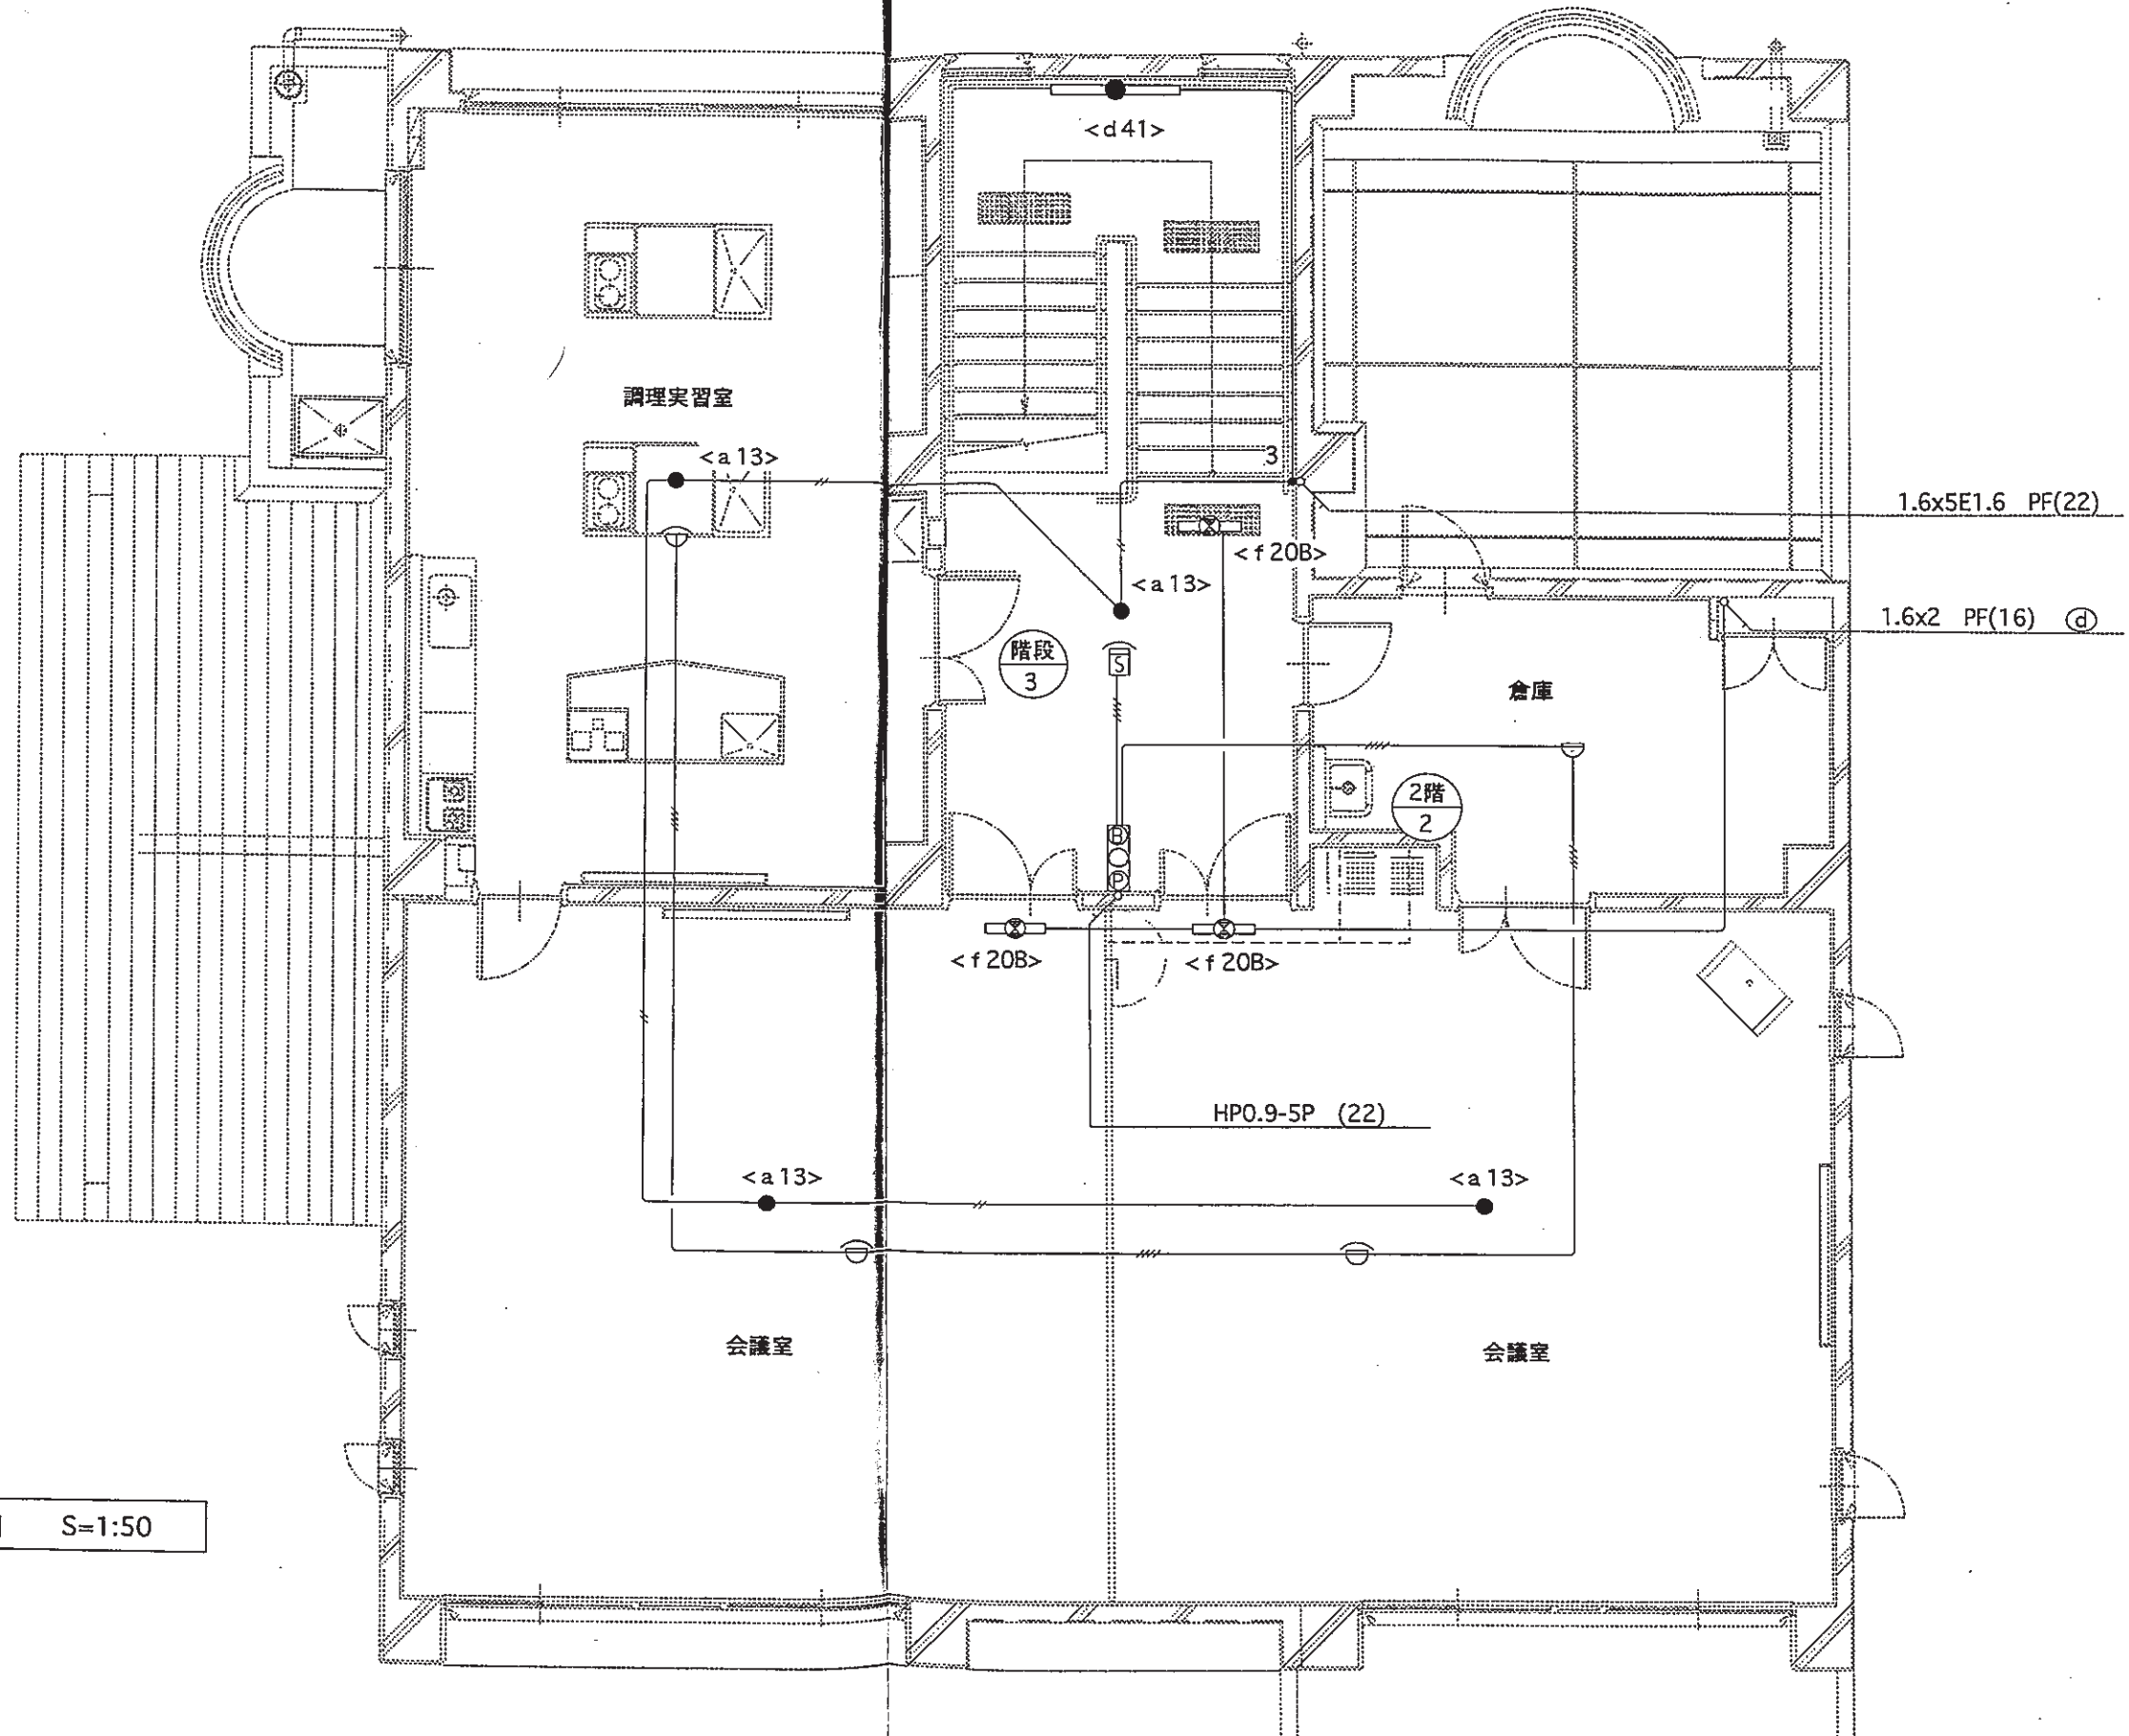 <d41>
調理実習室
<a13>
3
1.6x5E1.6 PF(22)
<f20B>
<a13>
1.6x2 PF(16) ⓓ
階段
3
S
倉庫
2階
2
B
P
<f20B>
<f20B>
HP0.9-5P (22)
<a13>
<a13>
会議室
会議室
S=1:50